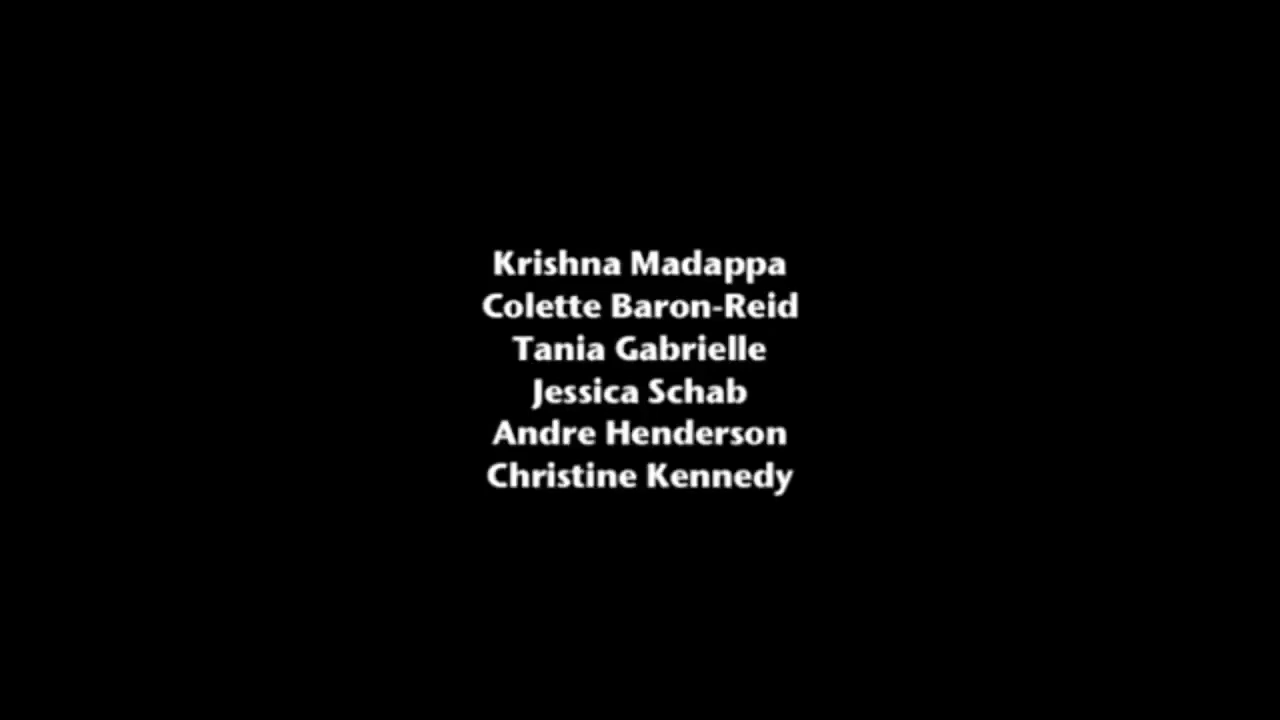 Krishna Madappa
Colette Baron-Reid
Tania Gabrielle
Jessica Schab
Andre Henderson
Christine Kennedy